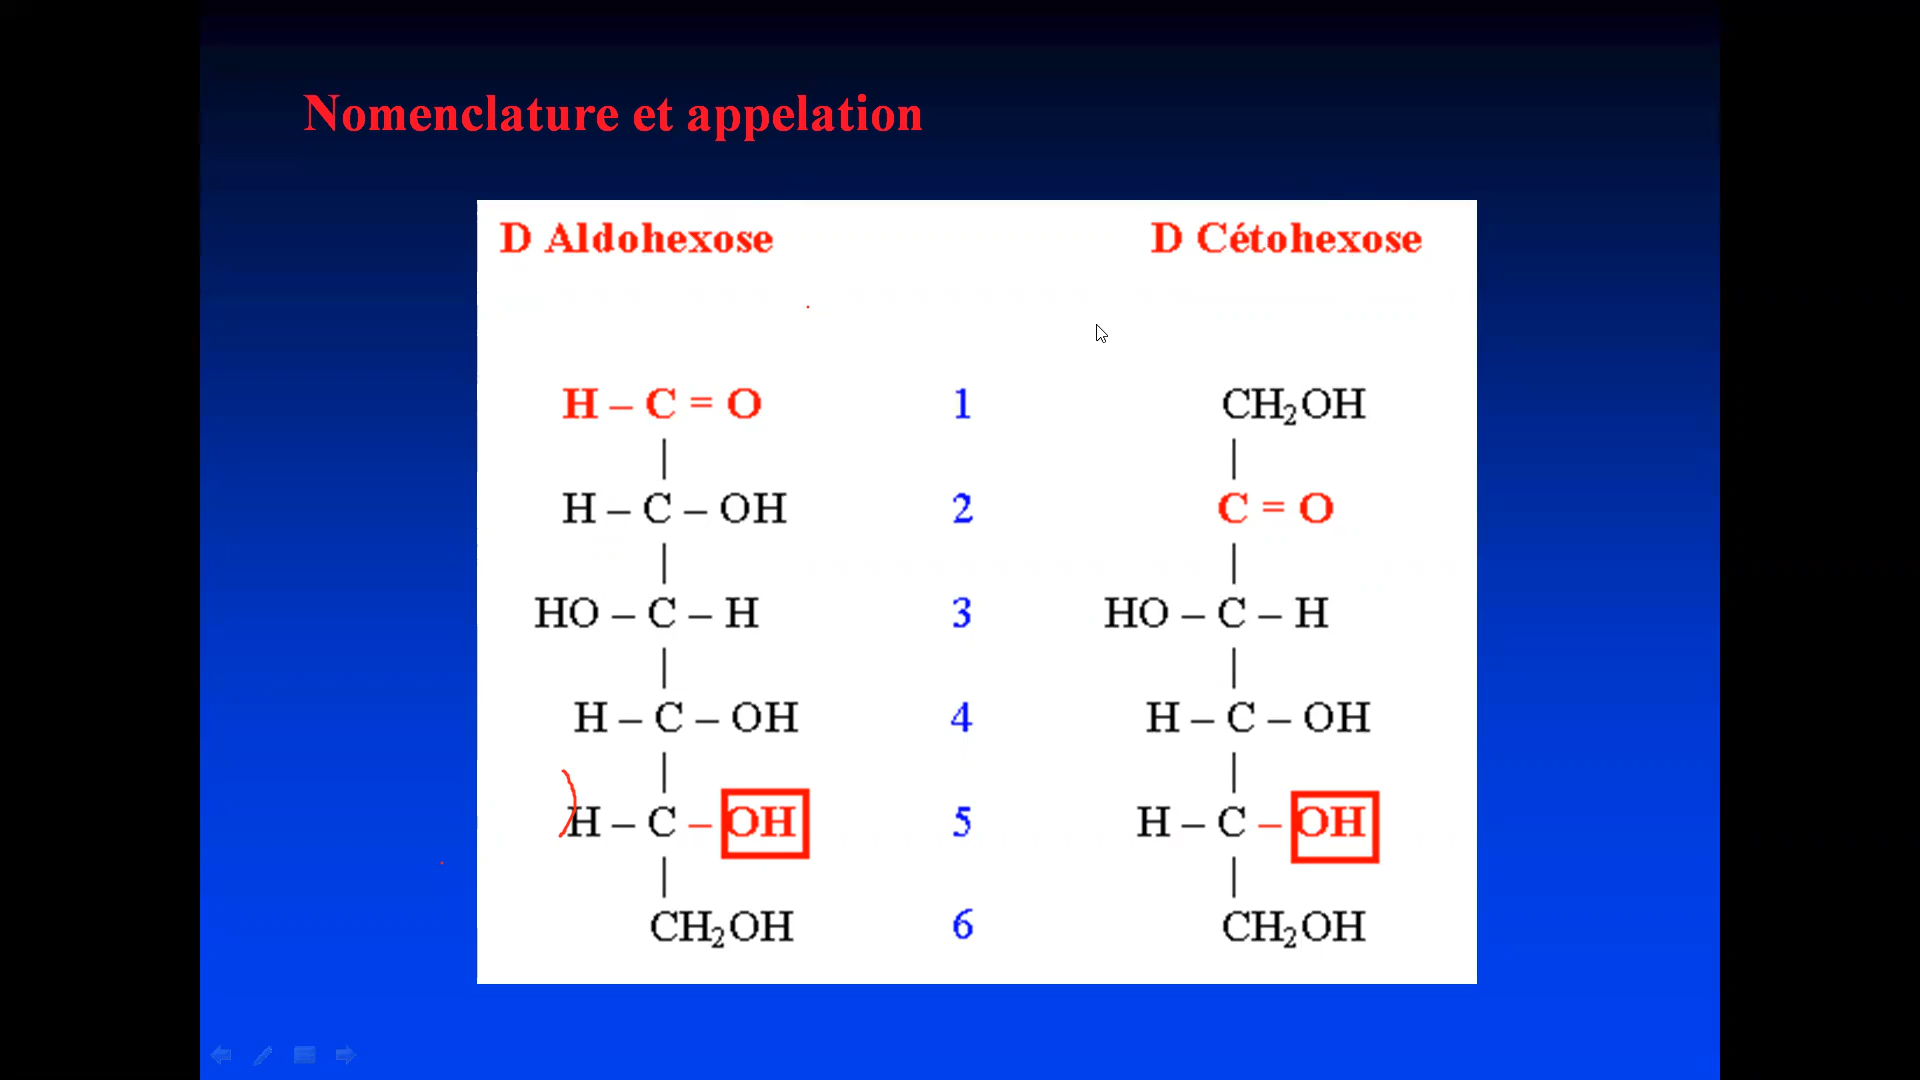 Nomenclature et appelation
D Aldohexose D Cétohexose
H – C = O 1 CH₂OH
H – C – OH 2 C = O
HO – C – H 3 HO – C – H
H – C – OH 4 H – C – OH
H – C – OH 5 H – C – OH
CH₂OH 6 CH₂OH